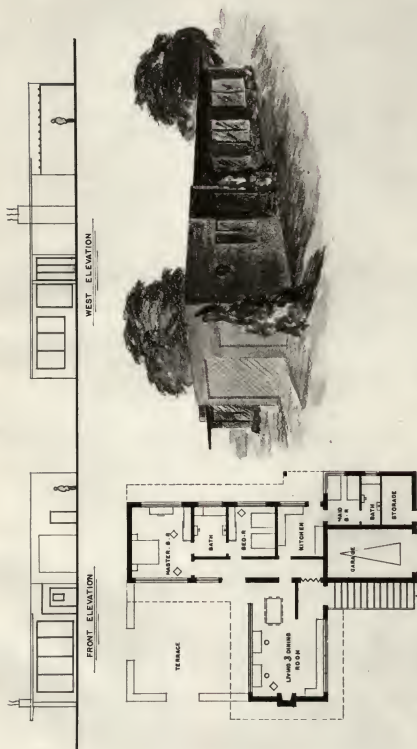 FRONT ELEVATION
WEST ELEVATION
TERRACE
MASTER. B. R
BATH
BED-R
KITCHEN
LIVING & DINING
ROOM
MAID
B-R
BATH
STORAGE
GARAGE